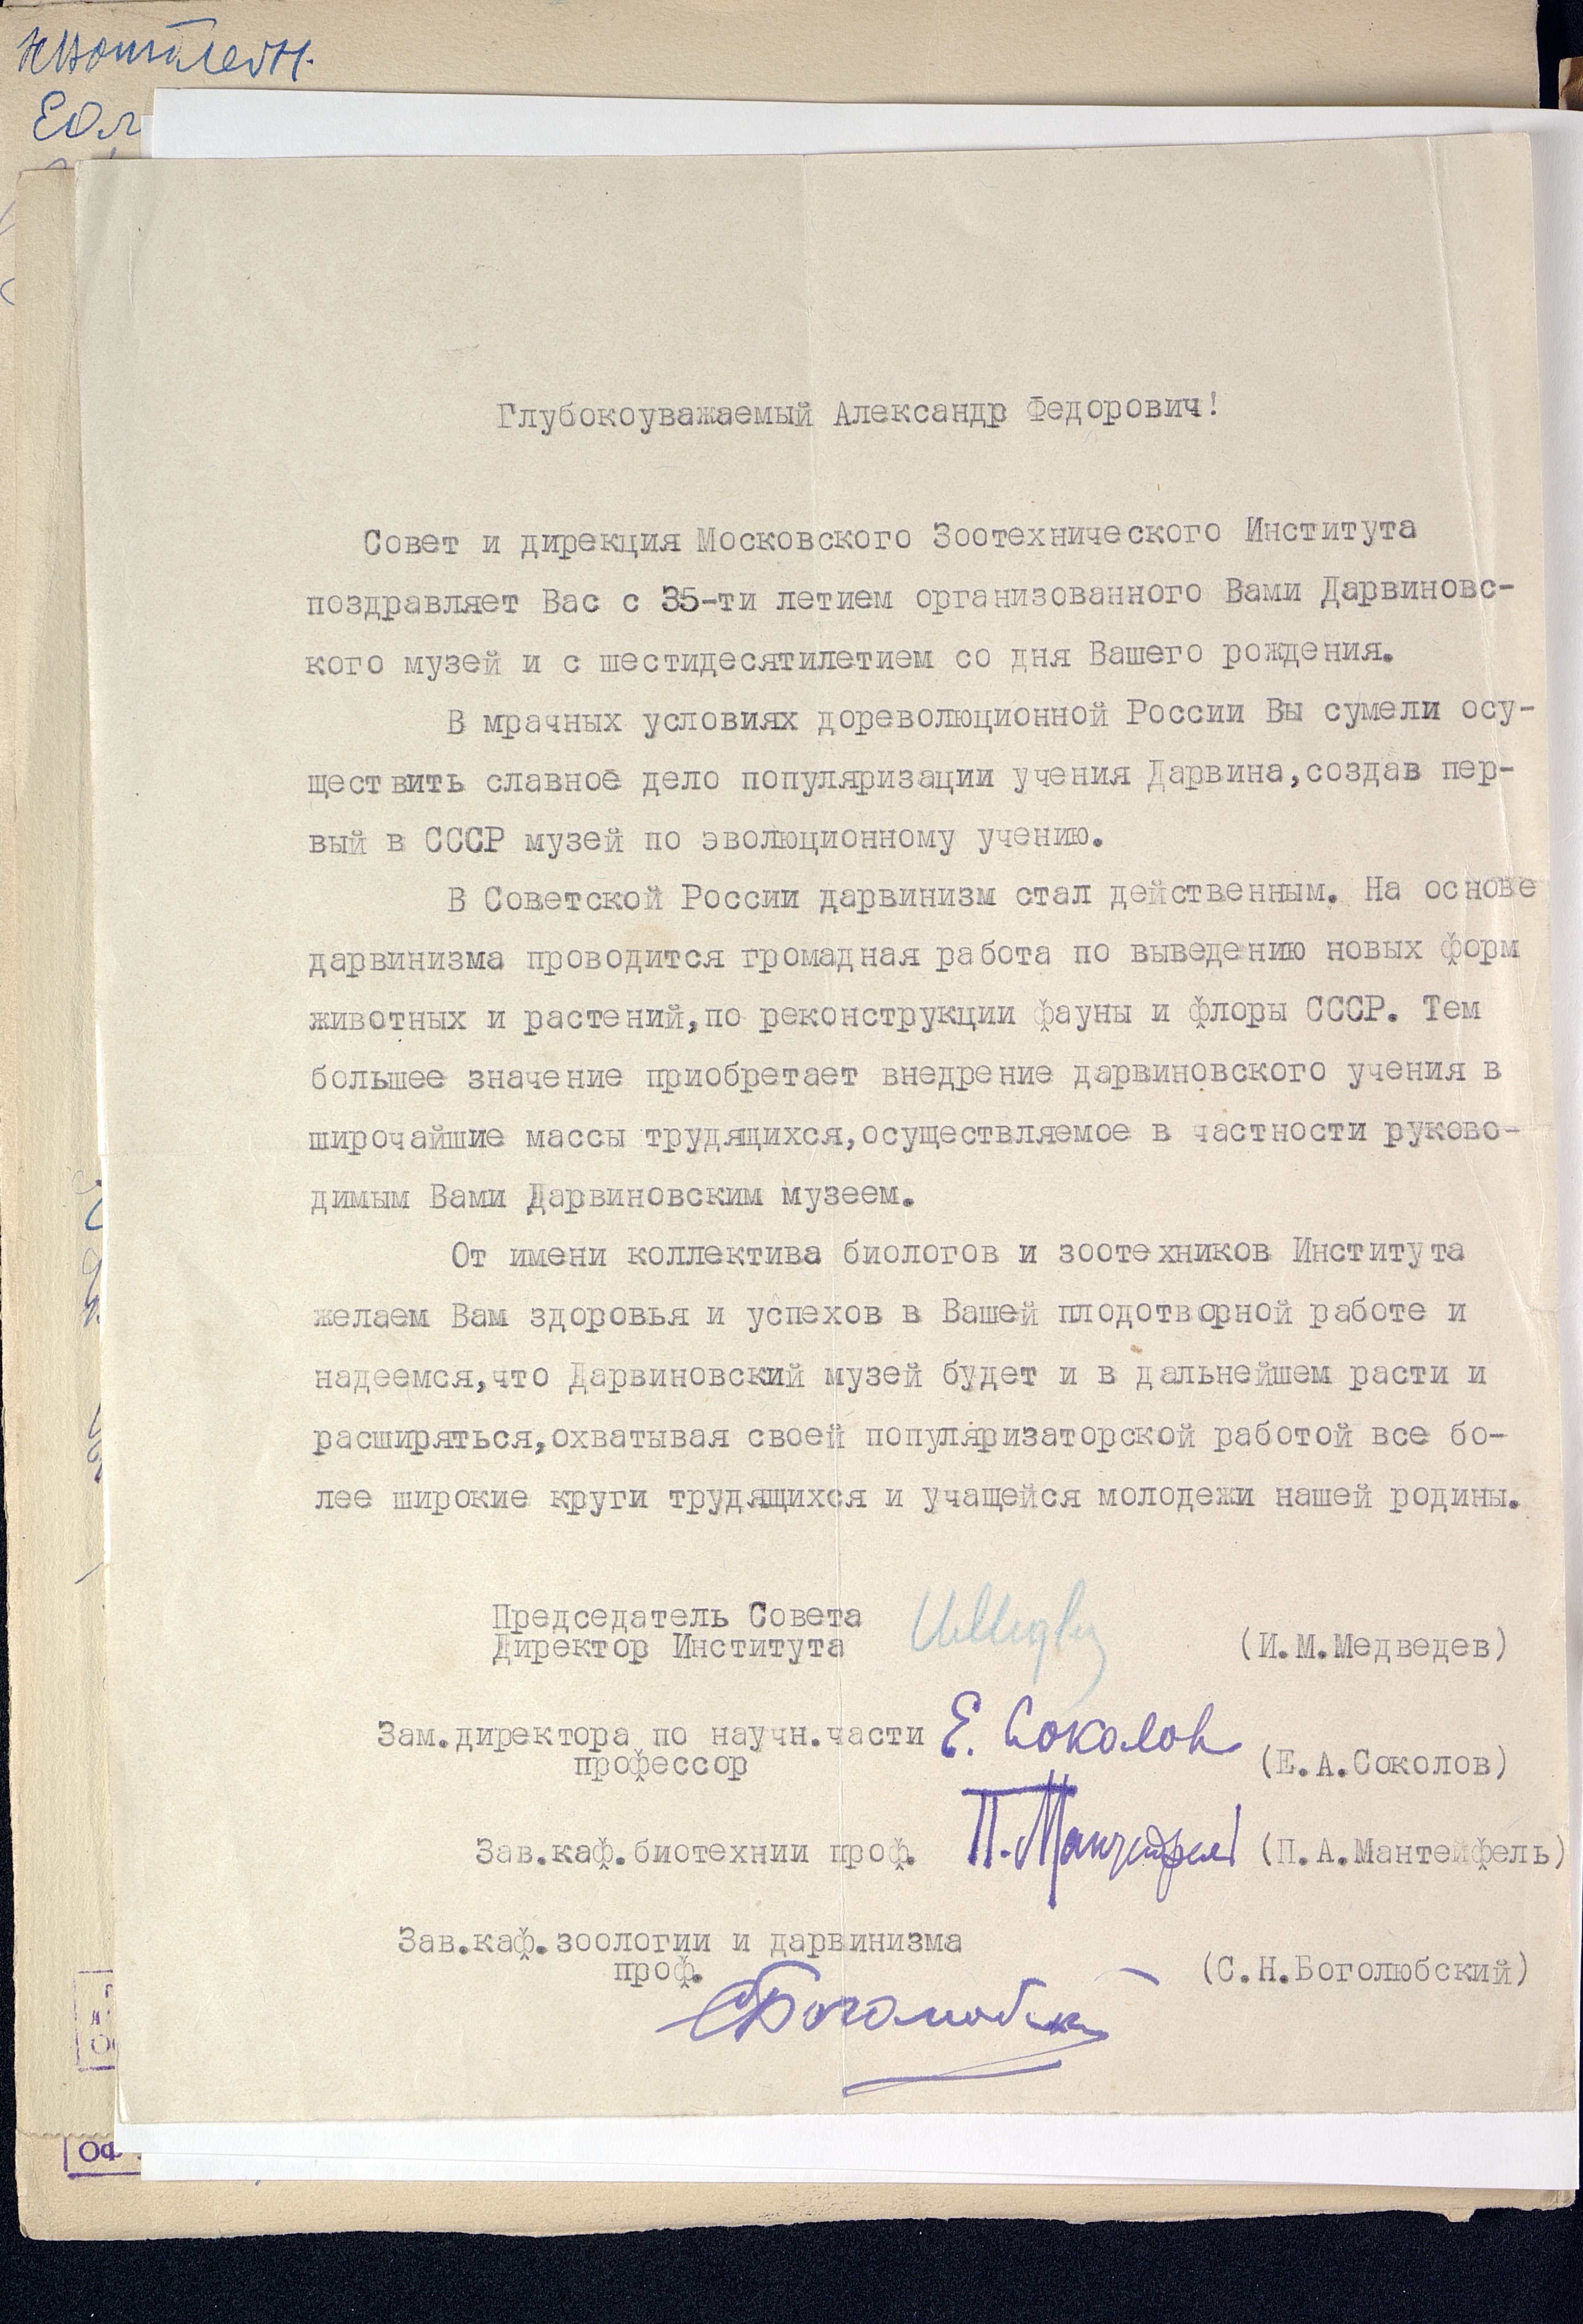 Глубокоуважаемый Александр Федорович!
Совет и дирекция Московского Зоотехнического Института
поздравляет Вас с 35-ти летием организованного Вами Дарвиновс-
кого музей и с шестидесятилетием со дня Вашего рождения.
В мрачных условиях дореволюционной России Вы сумели осу-
ществить славное дело популяризации учения Дарвина,создав пер-
вый в СССР музей по эволюционному учению.
В Советской России дарвинизм стал действенным. На основе
дарвинизма проводится громадная работа по выведению новых форм
животных и растений,по реконструкции фауны и флоры СССР. Тем
большее значение приобретает внедрение дарвиновского учения в
широчайшие массы трудящихся,осуществляемое в частности руково-
димым Вами Дарвиновским музеем.
От имени коллектива биологов и зоотехников Института
желаем Вам здоровья и успехов в Вашей плодотворной работе и
надеемся,что Дарвиновский музей будет и в дальнейшем расти и
расширяться,охватывая своей популяризаторской работой все бо-
лее широкие круги трудящихся и учащейся молодежи нашей родины.
Председатель Совета
Директор Института (И.М.Медведев)
Зам.директора по научн.части Е. Соколов
профессор (Е.А.Соколов)
Зав.каф.биотехнии проф. П. Мантейфель (П.А.Мантейфель)
Зав.каф.зоологии и дарвинизма
проф. (С.Н.Боголюбский)
СБоголюбский